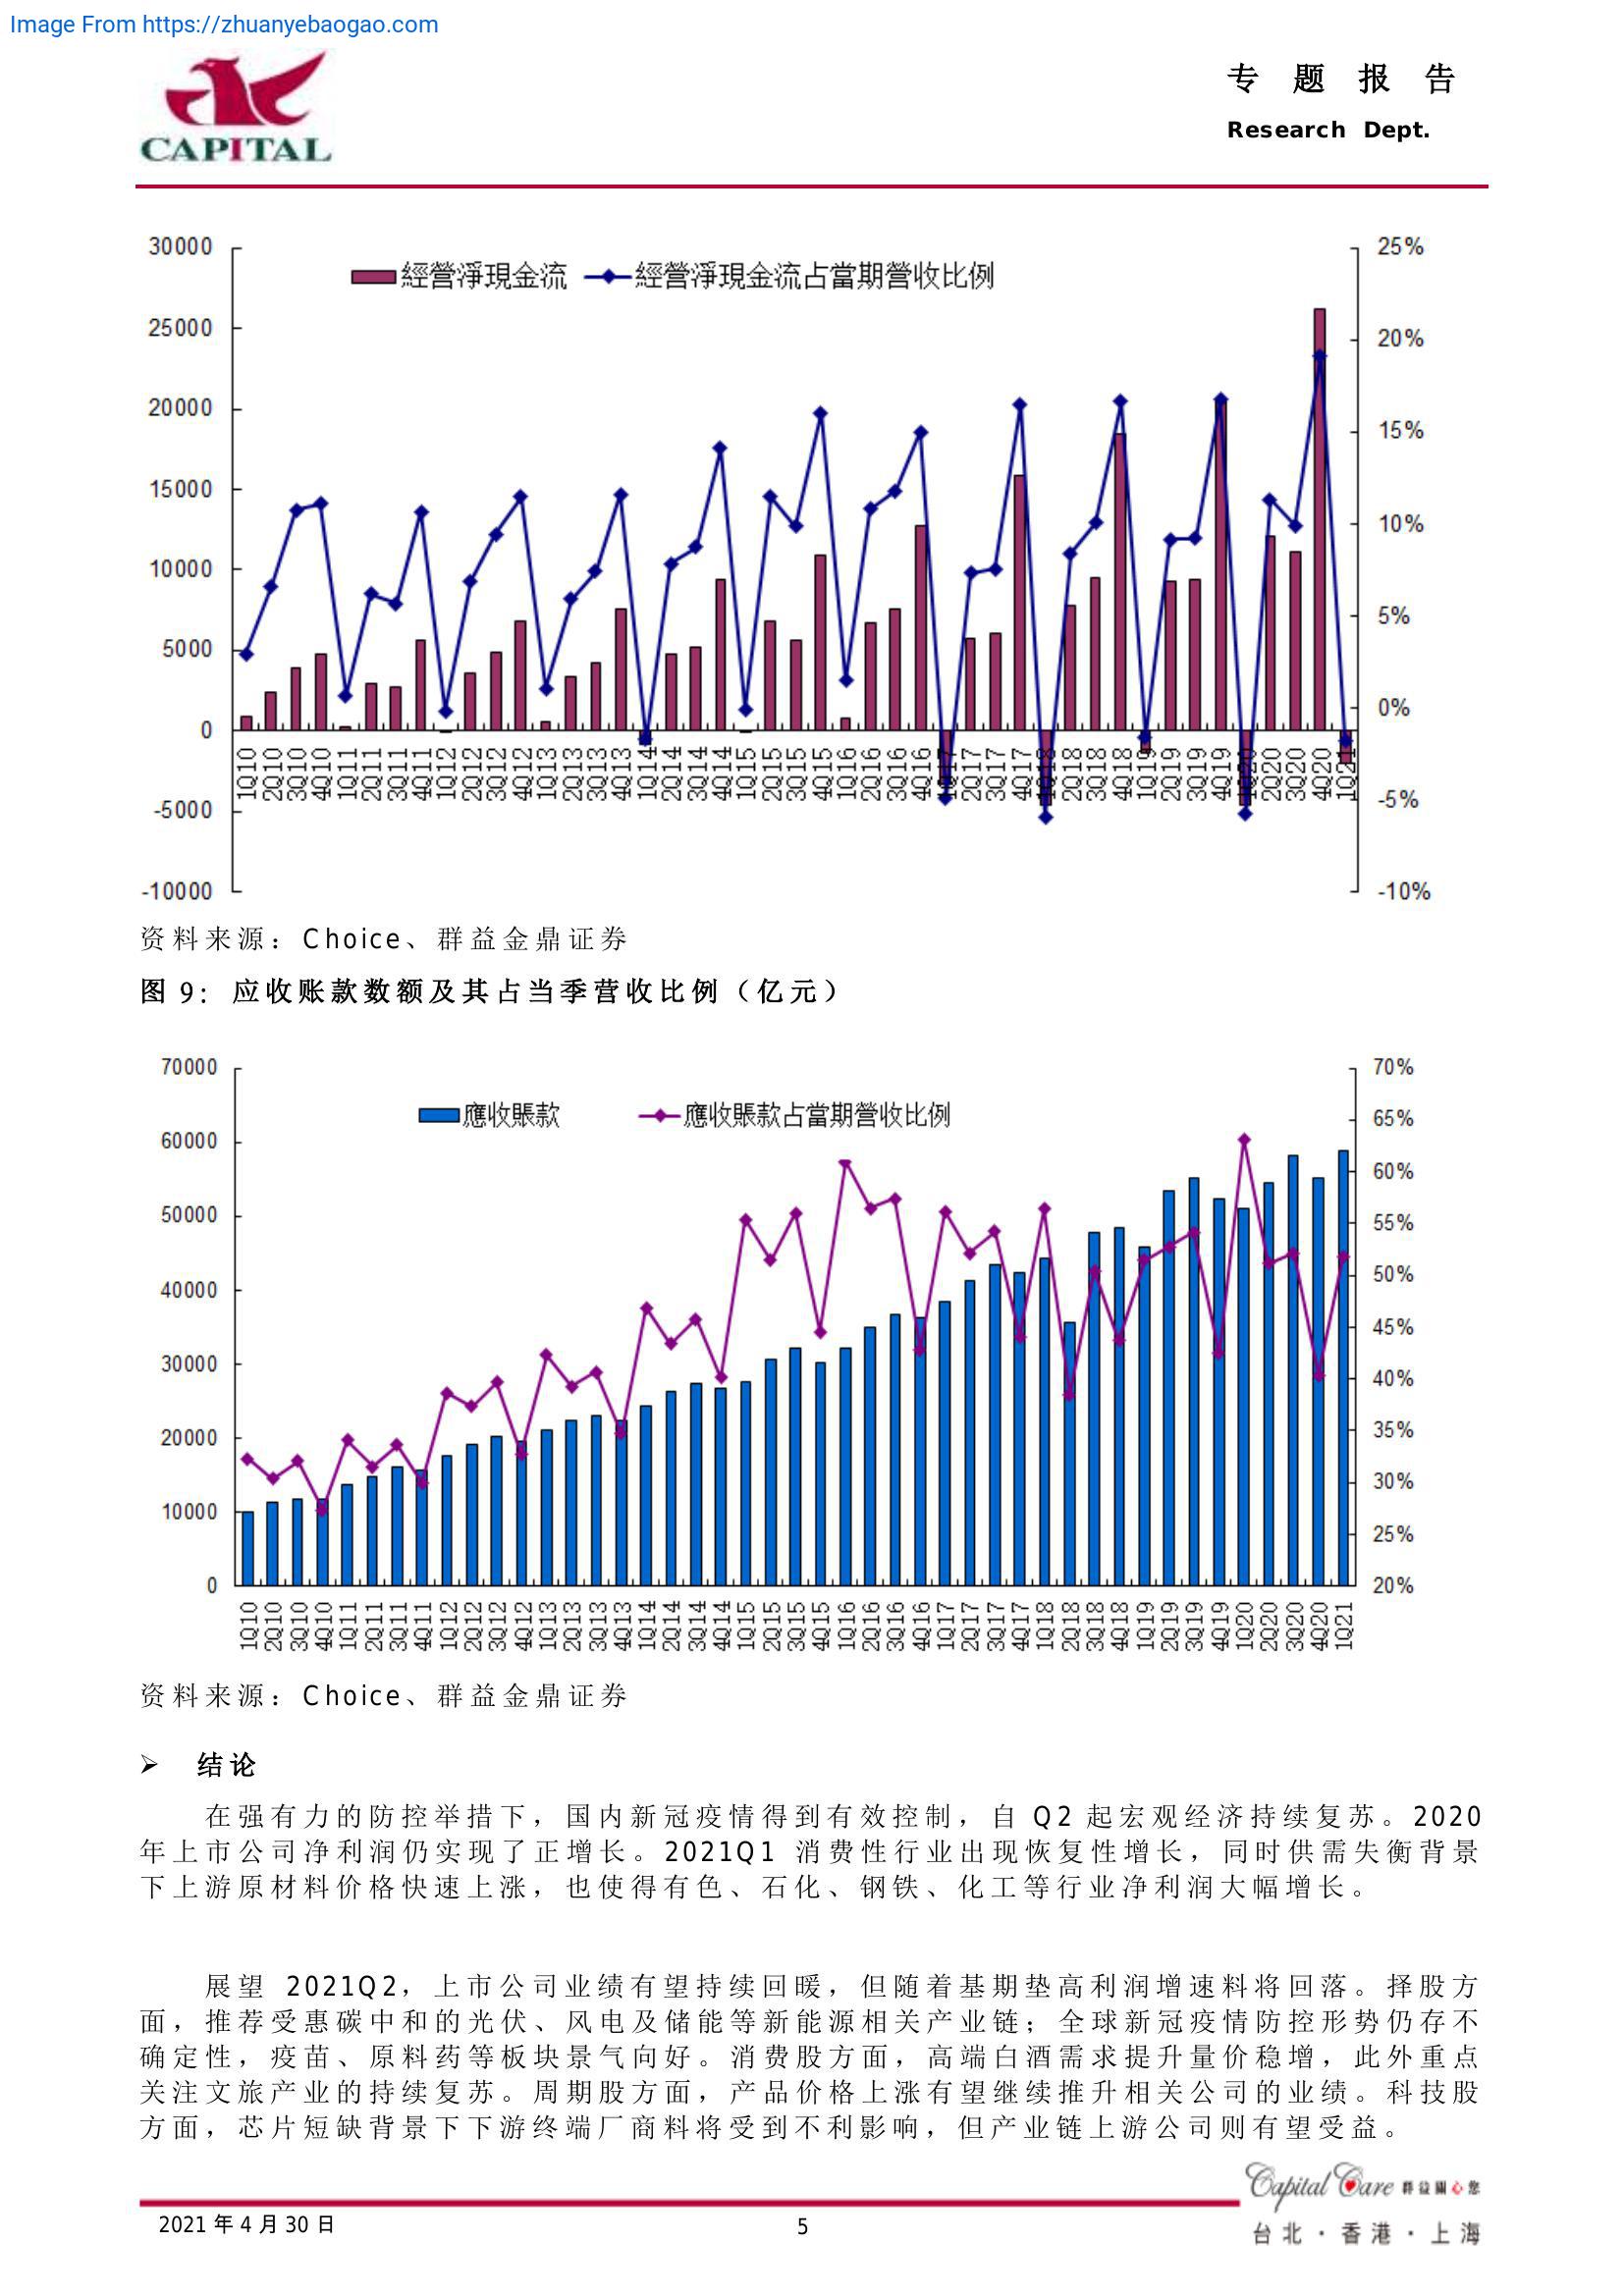 Image From https://zhuanyebaogao.com
CAPITAL
专 题 报 告
Research Dept.
30000
25000
20000
15000
10000
5000
0
-5000
-10000
經營淨現金流
經營淨現金流占當期營收比例
25%
20%
15%
10%
5%
0%
-5%
-10%
1Q10 2Q10 3Q10 4Q10 1Q11 2Q11 3Q11 4Q11 1Q12 2Q12 3Q12 4Q12 1Q13 2Q13 3Q13 4Q13 1Q14 2Q14 3Q14 4Q14 1Q15 2Q15 3Q15 4Q15 1Q16 2Q16 3Q16 4Q16 1Q17 2Q17 3Q17 4Q17 1Q18 2Q18 3Q18 4Q18 1Q19 2Q19 3Q19 4Q19 1Q20 2Q20 3Q20 4Q20 1Q21
资料来源：Choice、群益金鼎证券
图 9: 应收账款数额及其占当季营收比例（亿元）
70000
60000
50000
40000
30000
20000
10000
0
應收賬款
應收賬款占當期營收比例
70%
65%
60%
55%
50%
45%
40%
35%
30%
25%
20%
1Q10 2Q10 3Q10 4Q10 1Q11 2Q11 3Q11 4Q11 1Q12 2Q12 3Q12 4Q12 1Q13 2Q13 3Q13 4Q13 1Q14 2Q14 3Q14 4Q14 1Q15 2Q15 3Q15 4Q15 1Q16 2Q16 3Q16 4Q16 1Q17 2Q17 3Q17 4Q17 1Q18 2Q18 3Q18 4Q18 1Q19 2Q19 3Q19 4Q19 1Q20 2Q20 3Q20 4Q20 1Q21
资料来源：Choice、群益金鼎证券
➢ 结论
在强有力的防控举措下，国内新冠疫情得到有效控制，自 Q2 起宏观经济持续复苏。2020
年上市公司净利润仍实现了正增长。2021Q1 消费性行业出现恢复性增长，同时供需失衡背景
下上游原材料价格快速上涨，也使得有色、石化、钢铁、化工等行业净利润大幅增长。
展望 2021Q2，上市公司业绩有望持续回暖，但随着基期垫高利润增速料将回落。择股方
面，推荐受惠碳中和的光伏、风电及储能等新能源相关产业链；全球新冠疫情防控形势仍存不
确定性，疫苗、原料药等板块景气向好。消费股方面，高端白酒需求提升量价稳增，此外重点
关注文旅产业的持续复苏。周期股方面，产品价格上涨有望继续推升相关公司的业绩。科技股
方面，芯片短缺背景下下游终端厂商料将受到不利影响，但产业链上游公司则有望受益。
Capital Care 群益關心您
2021 年 4 月 30 日
5
台北・香港・上海